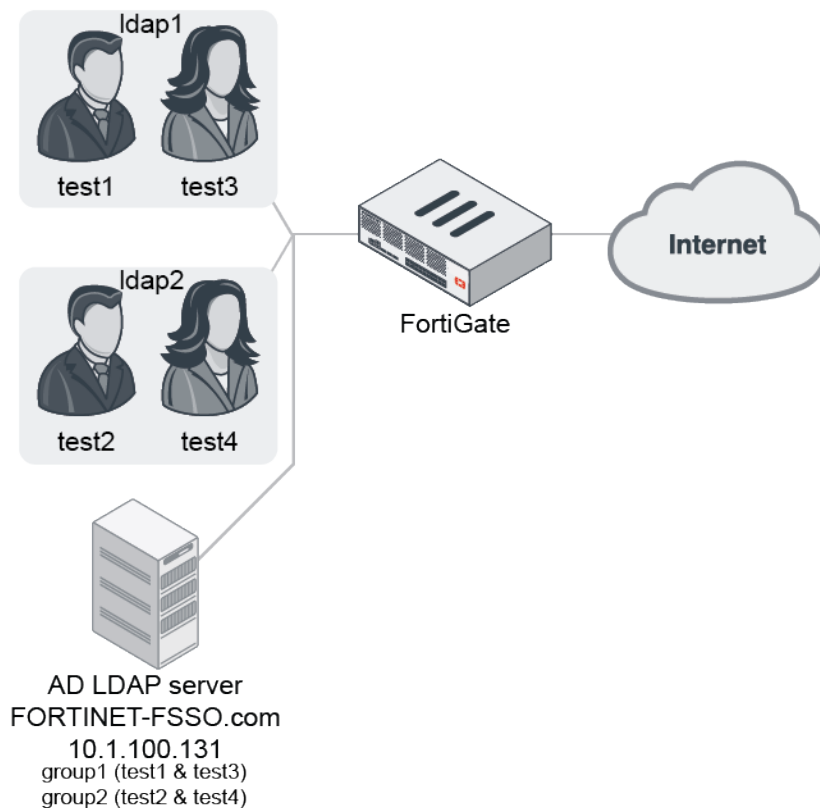 ldap1
test1
test3
ldap2
test2
test4
FortiGate
Internet
AD LDAP server
FORTINET-FSSO.com
10.1.100.131
group1 (test1 & test3)
group2 (test2 & test4)